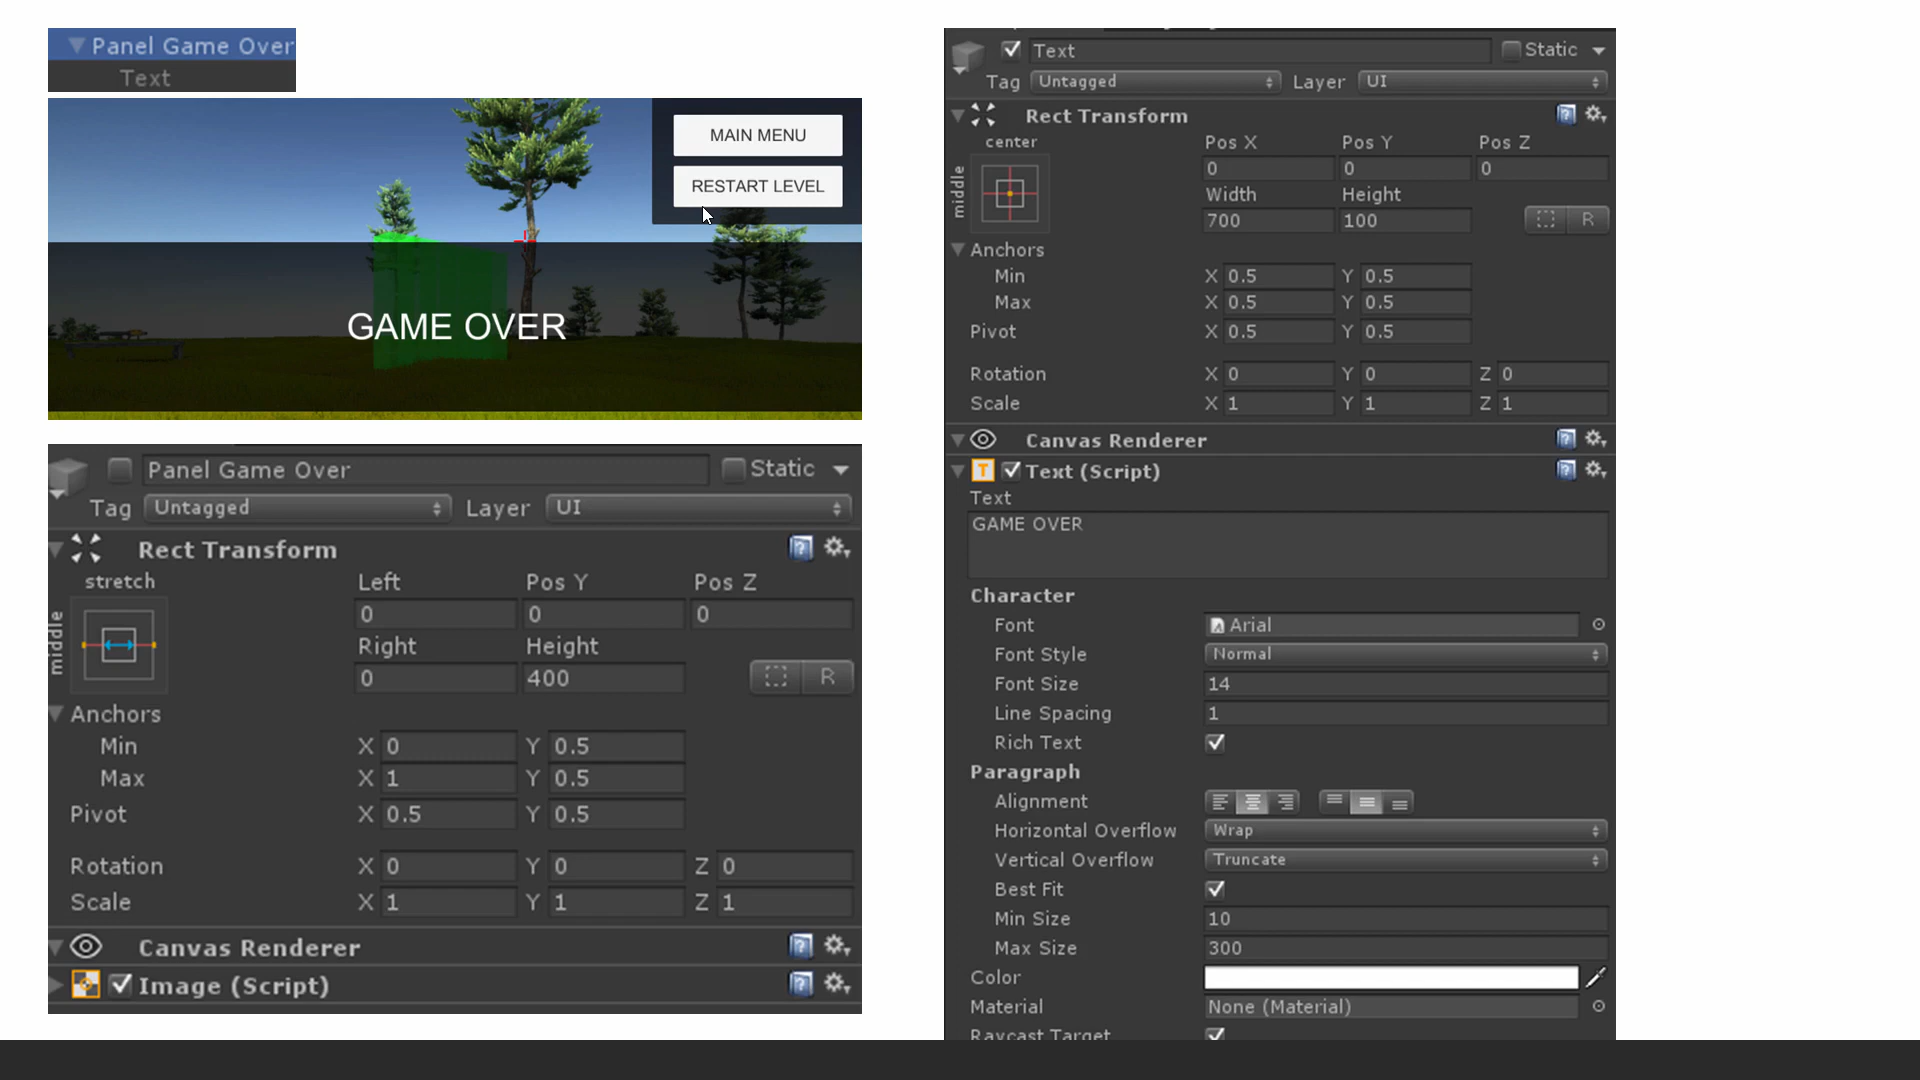 Panel Game Over
Text
MAIN MENU
RESTART LEVEL
GAME OVER
Panel Game Over Static
Tag Untagged Layer UI
Rect Transform
stretch Left Pos Y Pos Z
middle 0 0 0
Right Height
0 400 R
Anchors
Min X 0 Y 0.5
Max X 1 Y 0.5
Pivot X 0.5 Y 0.5
Rotation X 0 Y 0 Z 0
Scale X 1 Y 1 Z 1
Canvas Renderer
Image (Script)
Text Static
Tag Untagged Layer UI
Rect Transform
center Pos X Pos Y Pos Z
middle 0 0 0
Width Height
700 100 R
Anchors
Min X 0.5 Y 0.5
Max X 0.5 Y 0.5
Pivot X 0.5 Y 0.5
Rotation X 0 Y 0 Z 0
Scale X 1 Y 1 Z 1
Canvas Renderer
T Text (Script)
Text
GAME OVER
Character
Font Arial
Font Style Normal
Font Size 14
Line Spacing 1
Rich Text
Paragraph
Alignment
Horizontal Overflow Wrap
Vertical Overflow Truncate
Best Fit
Min Size 10
Max Size 300
Color
Material None (Material)
Raycast Target